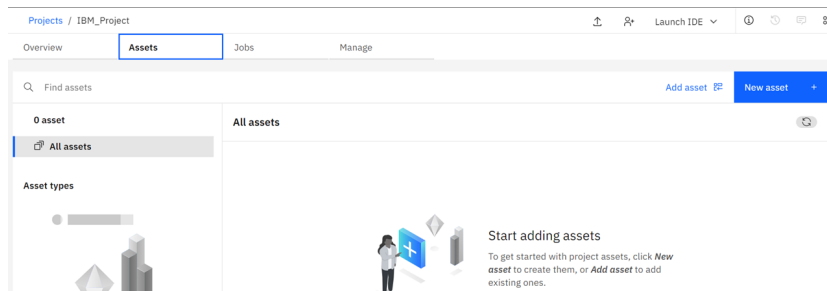 Projects / IBM_Project
Launch IDE
Overview
Assets
Jobs
Manage
Find assets
Add asset
New asset +
0 asset
All assets
All assets
Asset types
Start adding assets
To get started with project assets, click New
asset to create them, or Add asset to add
existing ones.